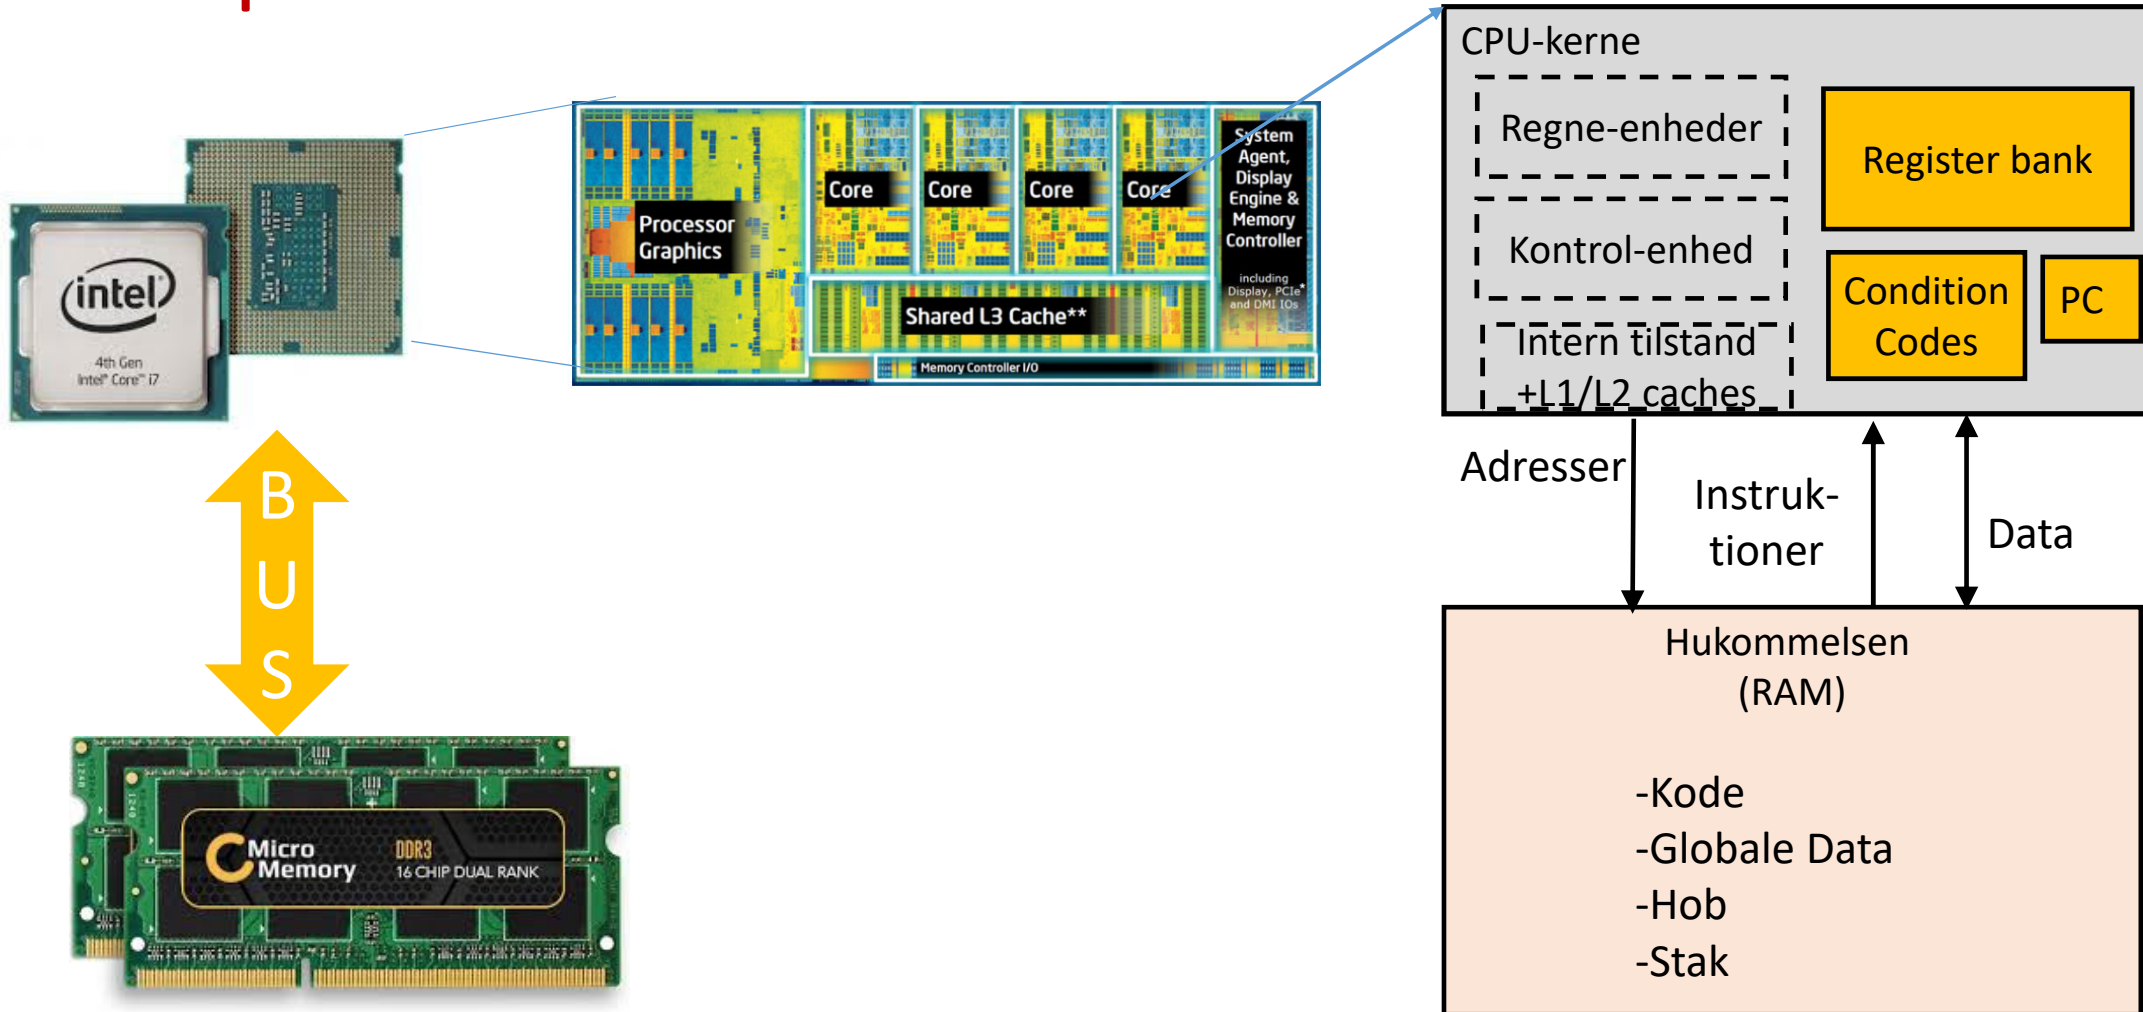 intel
4th Gen
Intel® Core™ i7
B
U
S
Micro
Memory
DDR3
16 CHIP DUAL RANK
Processor
Graphics
Core
Core
Core
Core
System
Agent,
Display
Engine &
Memory
Controller
including
Display, PCIe*
and DMI IOs
Shared L3 Cache**
Memory Controller I/O
CPU-kerne
Regne-enheder
Kontrol-enhed
Intern tilstand
+L1/L2 caches
Register bank
Condition
Codes
PC
Adresser
Instruk-
tioner
Data
Hukommelsen
(RAM)
-Kode
-Globale Data
-Hob
-Stak